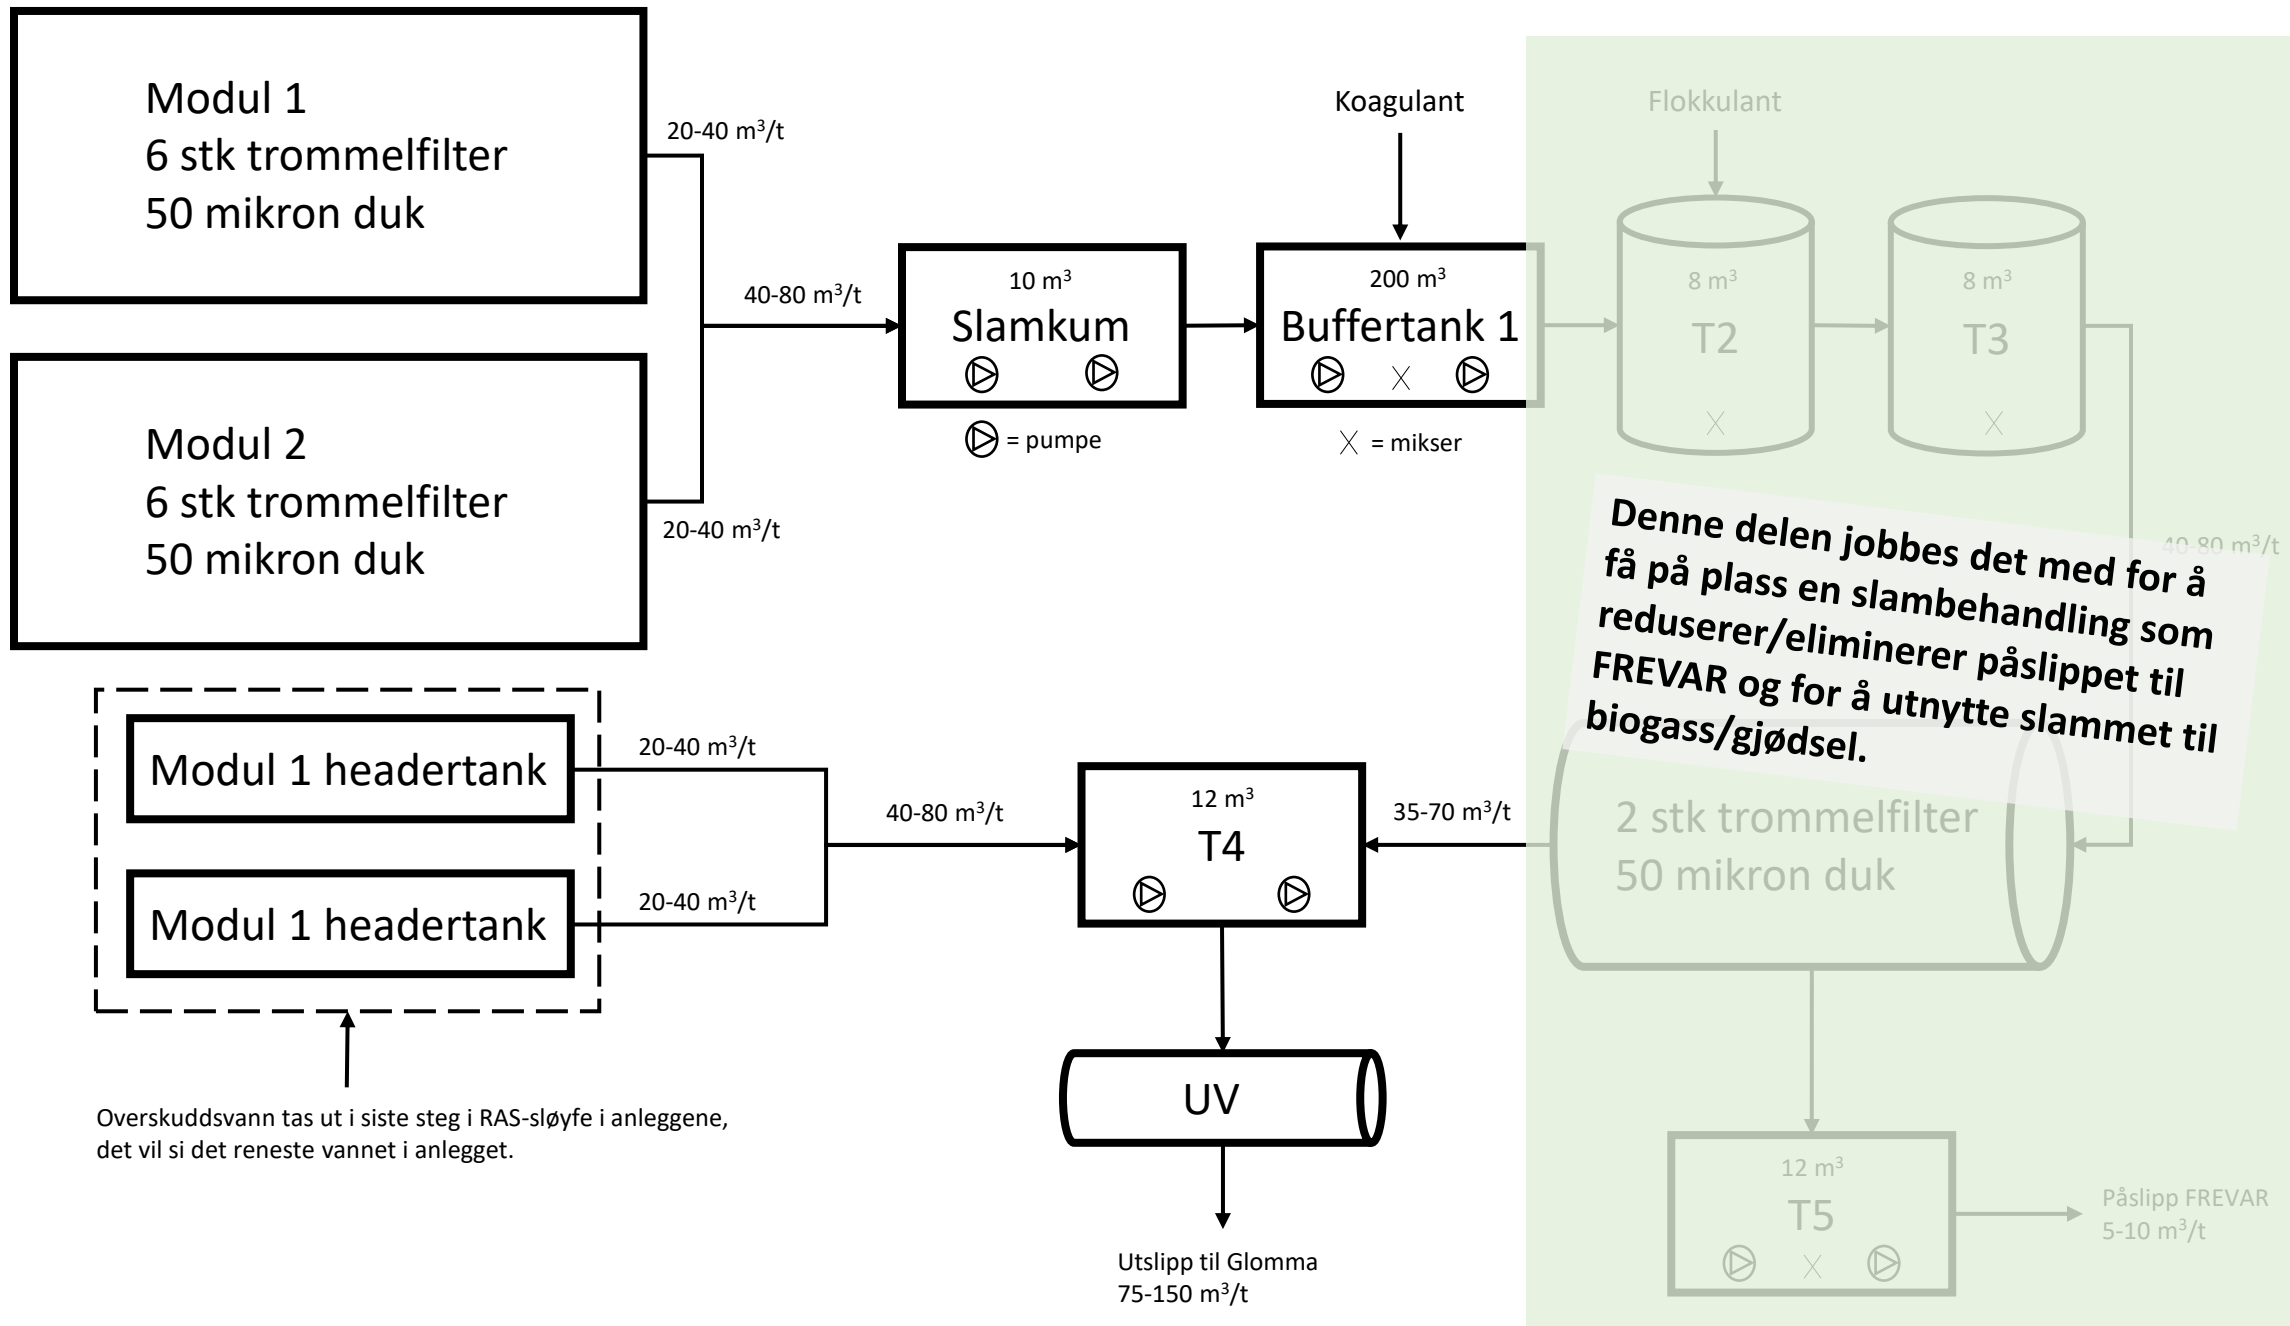 Modul 1
6 stk trommelfilter
50 mikron duk
20-40 m³/t
Modul 2
6 stk trommelfilter
50 mikron duk
20-40 m³/t
40-80 m³/t
10 m³
Slamkum
= pumpe
Koagulant
200 m³
Buffertank 1
X
X = mikser
Flokkulant
8 m³
T2
X
8 m³
T3
X
40-80 m³/t
Denne delen jobbes det med for å
få på plass en slambehandling som
reduserer/eliminerer påslippet til
FREVAR og for å utnytte slammet til
biogass/gjødsel.
2 stk trommelfilter
50 mikron duk
Modul 1 headertank
20-40 m³/t
Modul 1 headertank
20-40 m³/t
40-80 m³/t
12 m³
T4
35-70 m³/t
Overskuddsvann tas ut i siste steg i RAS-sløyfe i anleggene,
det vil si det reneste vannet i anlegget.
UV
Utslipp til Glomma
75-150 m³/t
12 m³
T5
X
Påslipp FREVAR
5-10 m³/t